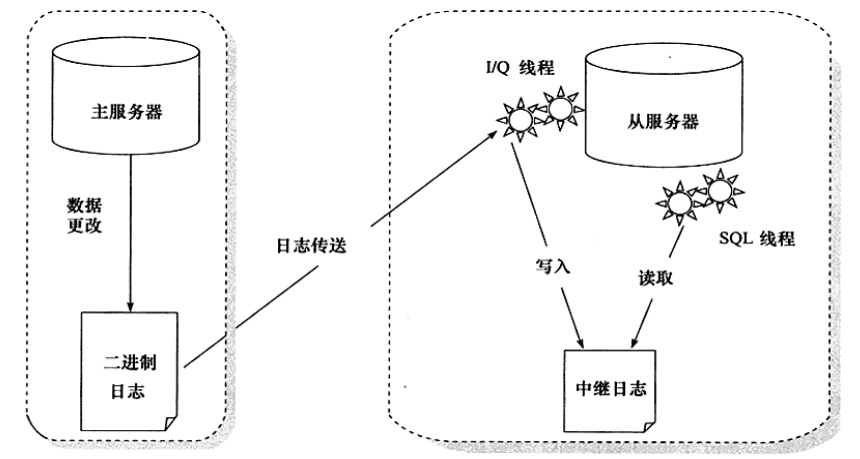 主服务器
数据
更改
二进制
日志
日志传送
I/Q 线程
从服务器
SQL 线程
写入
读取
中继日志